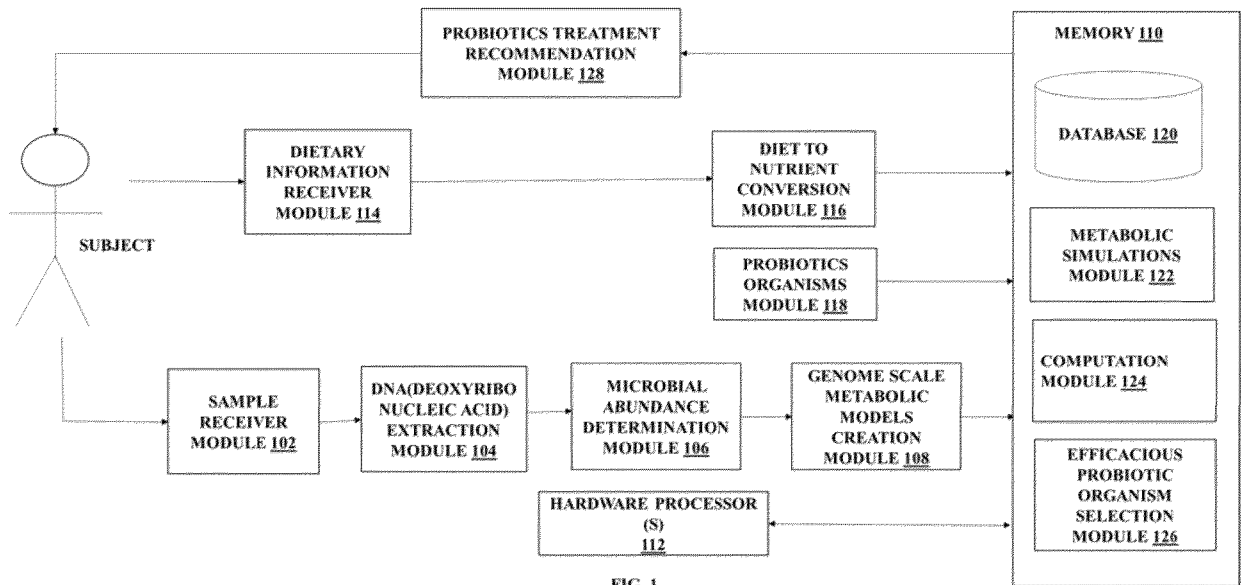 PROBIOTICS TREATMENT
RECOMMENDATION
MODULE 128
MEMORY 110
DATABASE 120
DIETARY
INFORMATION
RECEIVER
MODULE 114
DIET TO
NUTRIENT
CONVERSION
MODULE 116
SUBJECT
METABOLIC
SIMULATIONS
MODULE 122
PROBIOTICS
ORGANISMS
MODULE 118
COMPUTATION
MODULE 124
SAMPLE
RECEIVER
MODULE 102
DNA(DEOXYRIBO
NUCLEIC ACID)
EXTRACTION
MODULE 104
MICROBIAL
ABUNDANCE
DETERMINATION
MODULE 106
GENOME SCALE
METABOLIC
MODELS
CREATION
MODULE 108
EFFICACIOUS
PROBIOTIC
ORGANISM
SELECTION
MODULE 126
HARDWARE PROCESSOR
(S)
112
FIG. 1